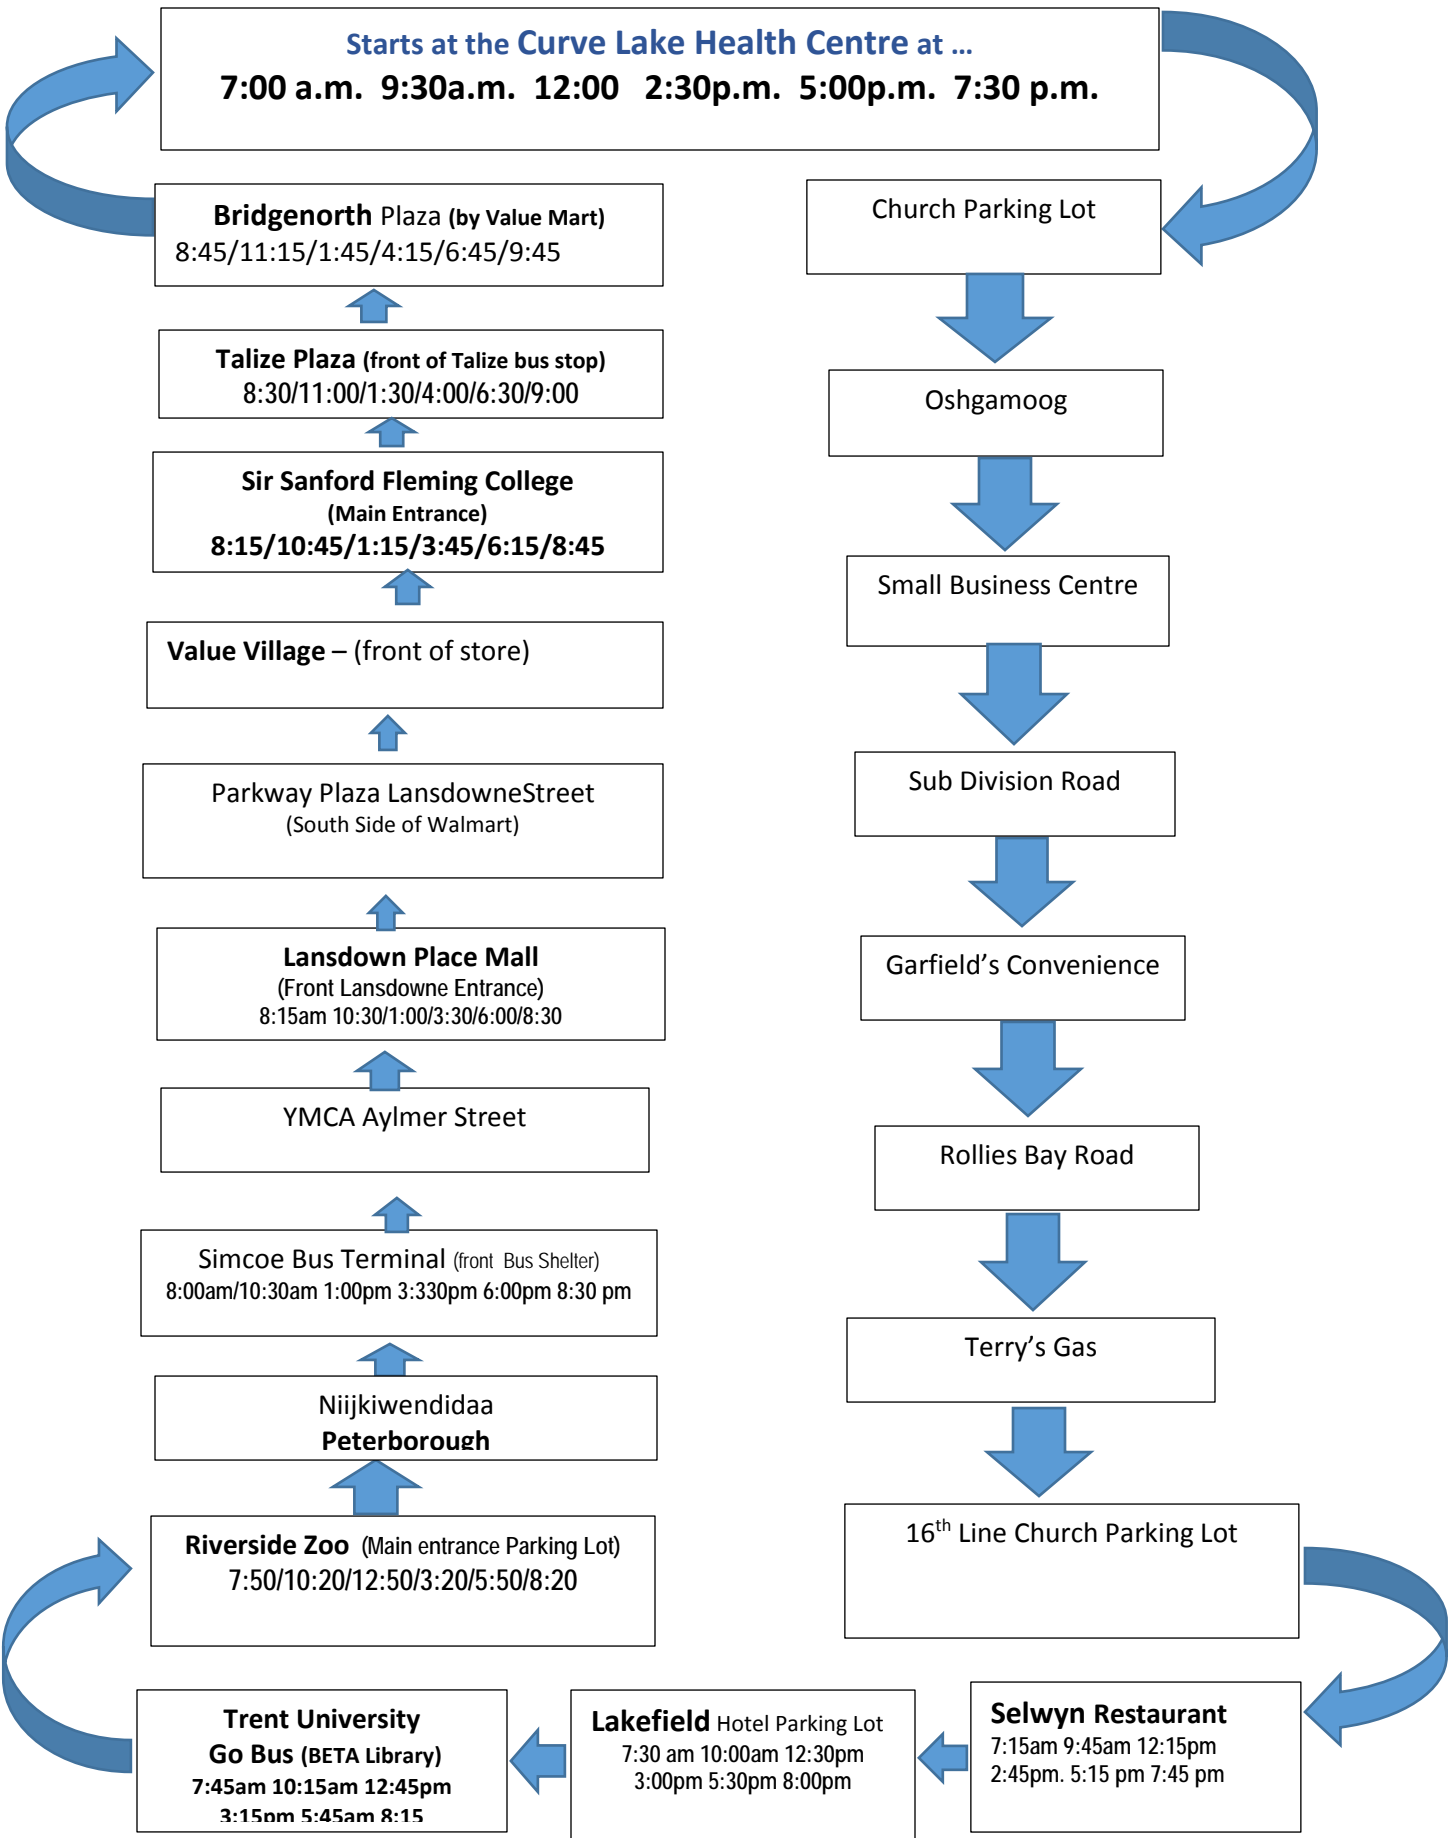 Starts at the Curve Lake Health Centre at …
7:00 a.m. 9:30a.m. 12:00 2:30p.m. 5:00p.m. 7:30 p.m.
Church Parking Lot
Oshgamoog
Small Business Centre
Sub Division Road
Garfield’s Convenience
Rollies Bay Road
Terry’s Gas
16th Line Church Parking Lot
Selwyn Restaurant
7:15am 9:45am 12:15pm
2:45pm. 5:15 pm 7:45 pm
Lakefield Hotel Parking Lot
7:30 am 10:00am 12:30pm
3:00pm 5:30pm 8:00pm
Trent University
Go Bus (BETA Library)
7:45am 10:15am 12:45pm
3:15pm 5:45am 8:15
Riverside Zoo (Main entrance Parking Lot)
7:50/10:20/12:50/3:20/5:50/8:20
Niijkiwendidaa
Peterborough
Simcoe Bus Terminal (front Bus Shelter)
8:00am/10:30am 1:00pm 3:330pm 6:00pm 8:30 pm
YMCA Aylmer Street
Lansdown Place Mall
(Front Lansdowne Entrance)
8:15am 10:30/1:00/3:30/6:00/8:30
Parkway Plaza LansdowneStreet
(South Side of Walmart)
Value Village – (front of store)
Sir Sanford Fleming College
(Main Entrance)
8:15/10:45/1:15/3:45/6:15/8:45
Talize Plaza (front of Talize bus stop)
8:30/11:00/1:30/4:00/6:30/9:00
Bridgenorth Plaza (by Value Mart)
8:45/11:15/1:45/4:15/6:45/9:45